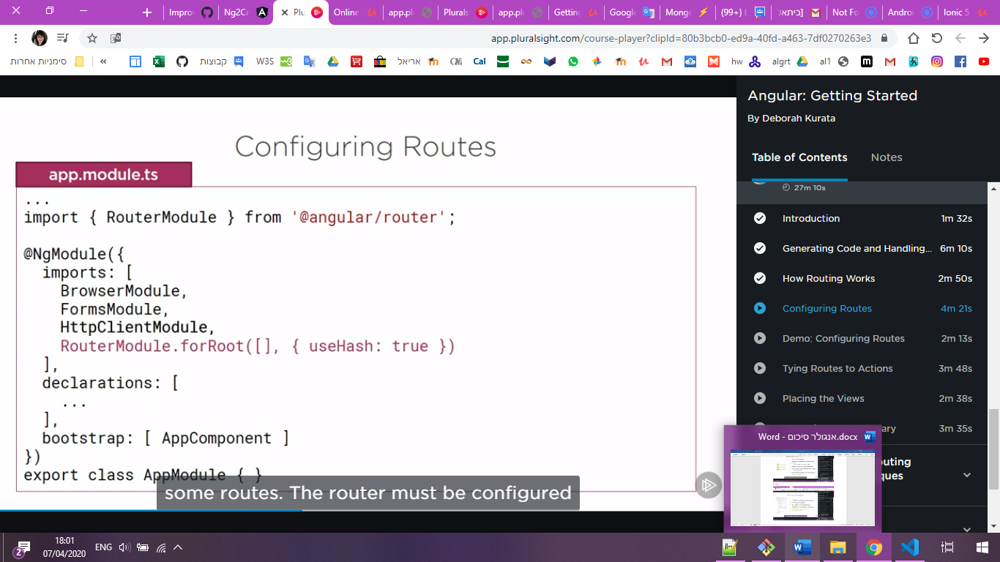 Improv
Ng2Cr
Plu
Online
app.plu
Plurals
app.plu
Getting
Google
Mongo
(99+)
ביתאל]
Not Fo
Androi
Ionic 5
app.pluralsight.com/course-player?clipId=80b3bcb0-ed9a-40fd-a463-7df0270263e3
סימניות אחרות
«
קבוצות
W3S
אריאל
Cal
hw
algrt
al1
Configuring Routes
app.module.ts
...
import { RouterModule } from '@angular/router';
@NgModule({
imports: [
BrowserModule,
FormsModule,
HttpClientModule,
RouterModule.forRoot([], { useHash: true })
],
declarations: [
...
],
bootstrap: [ AppComponent ]
})
export class AppModule { }
some routes. The router must be configured
Angular: Getting Started
By Deborah Kurata
Table of Contents
Notes
27m 10s
Introduction 1m 32s
Generating Code and Handling... 6m 10s
How Routing Works 2m 50s
Configuring Routes 4m 21s
Demo: Configuring Routes 2m 13s
Tying Routes to Actions 3m 48s
Placing the Views 2m 38s
ary 3m 35s
outing
ques
Word - אנגולר סיכום.docx
2
18:01
07/04/2020
ENG